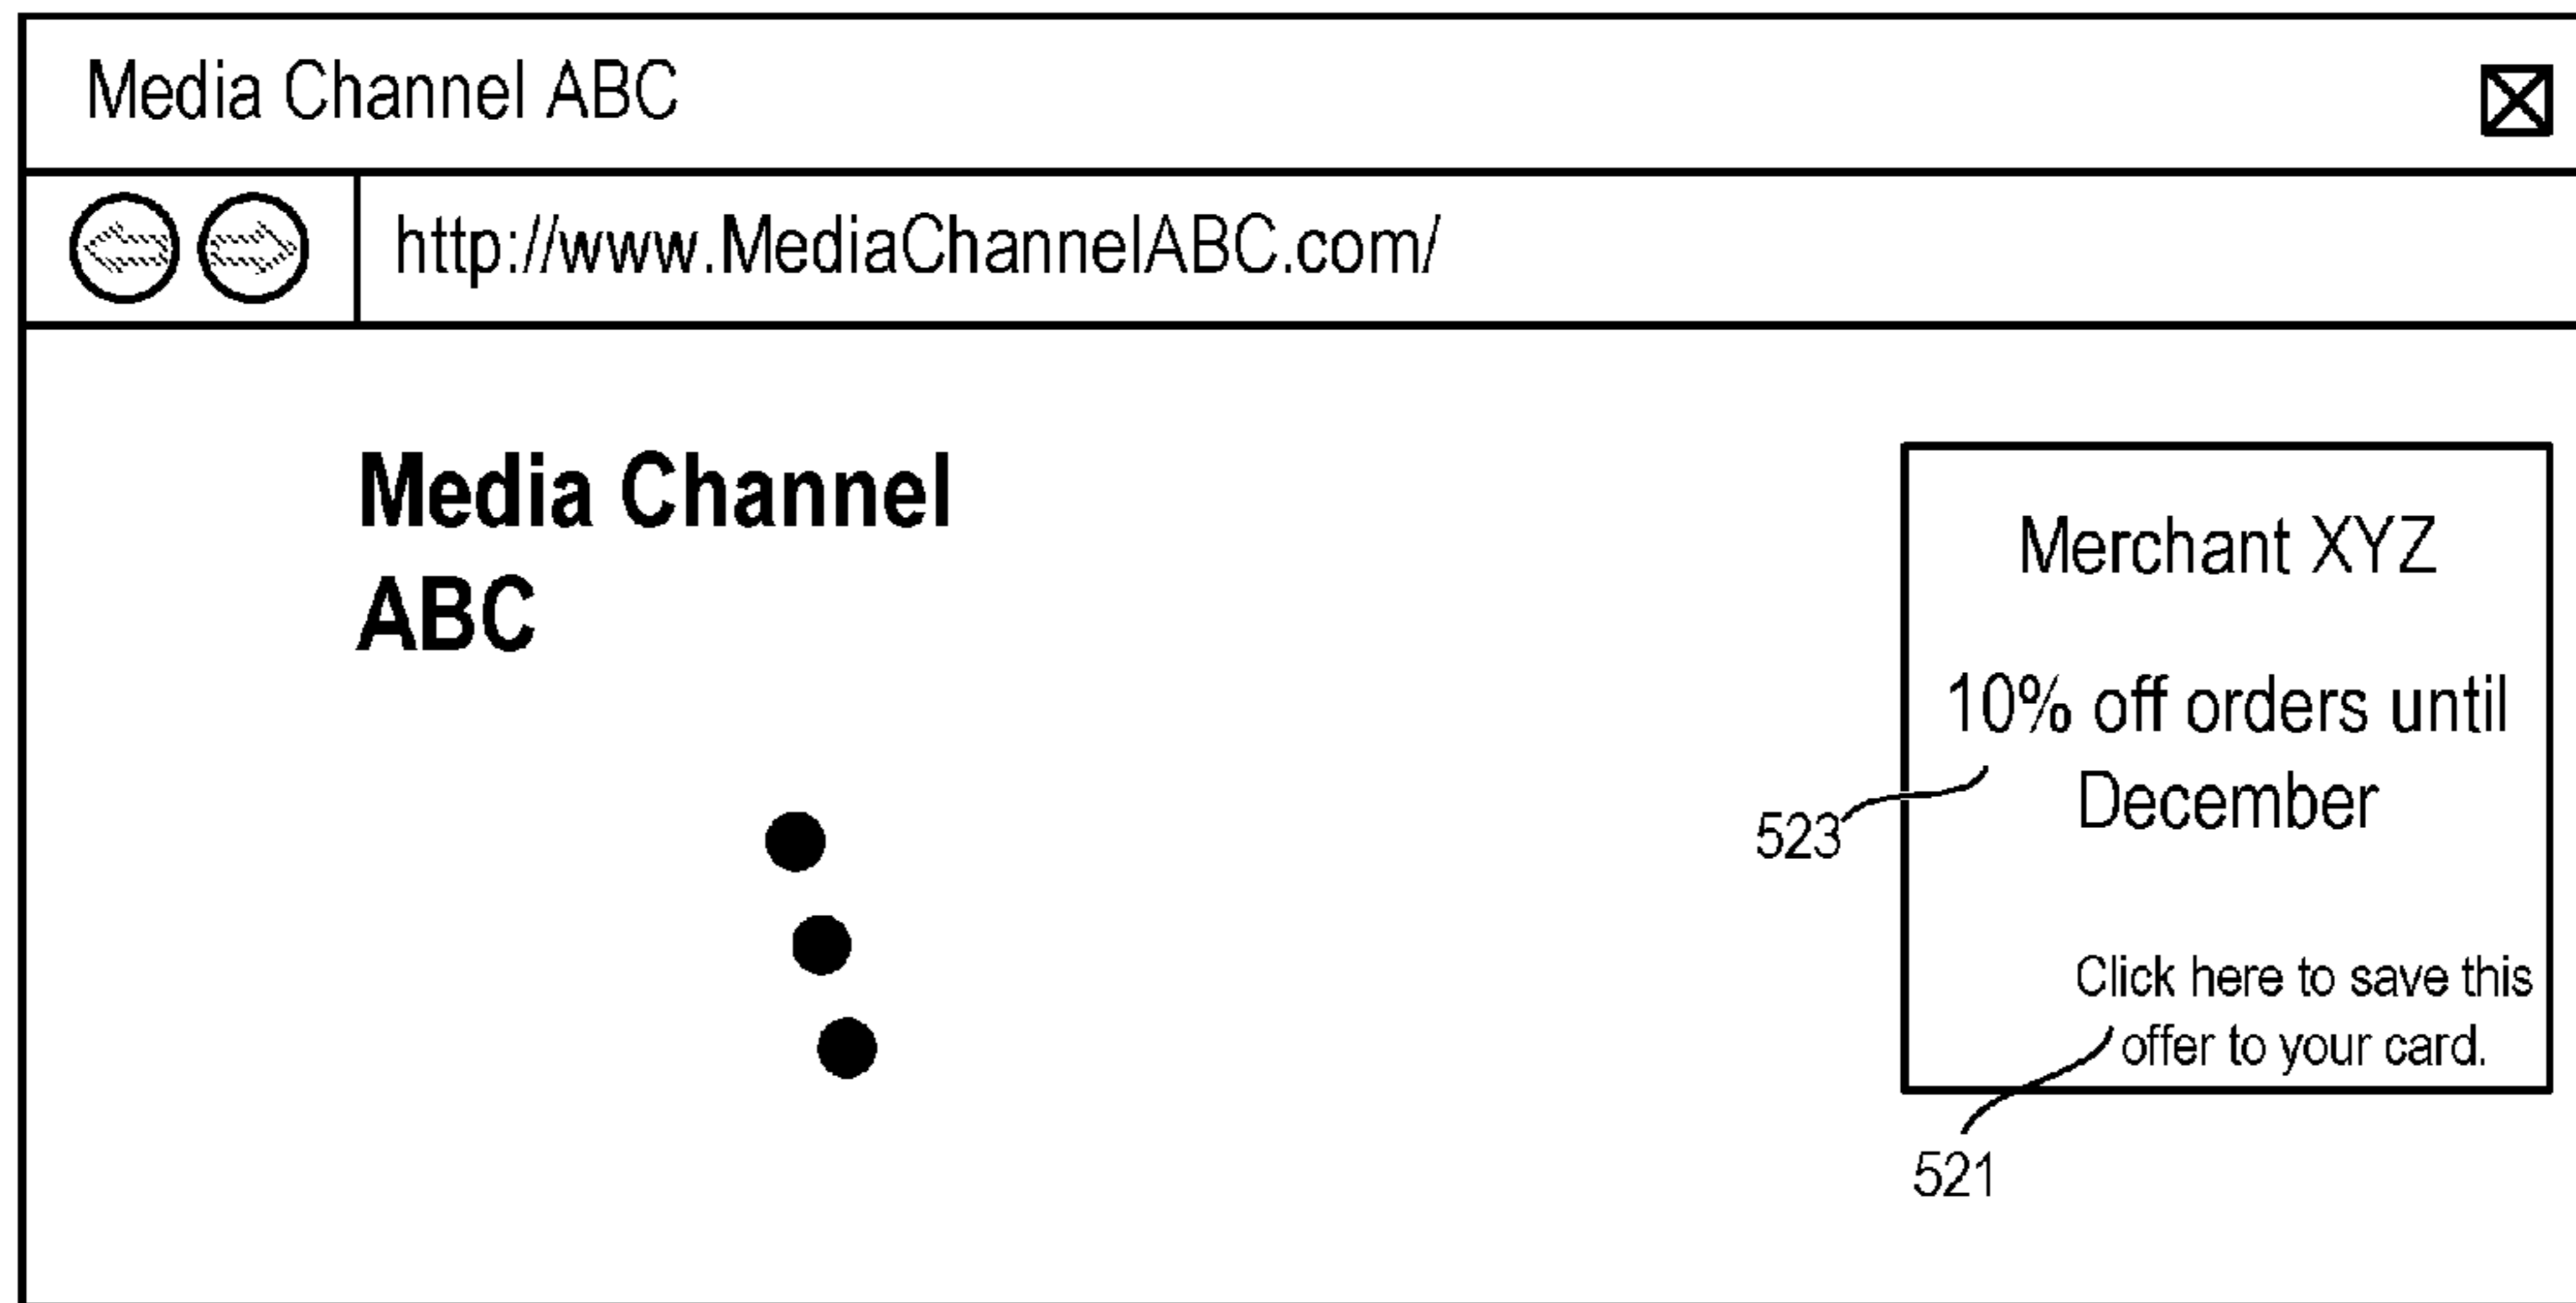 Media Channel ABC
http://www.MediaChannelABC.com/
Media Channel
ABC
Merchant XYZ
10% off orders until
December
523
Click here to save this
offer to your card.
521